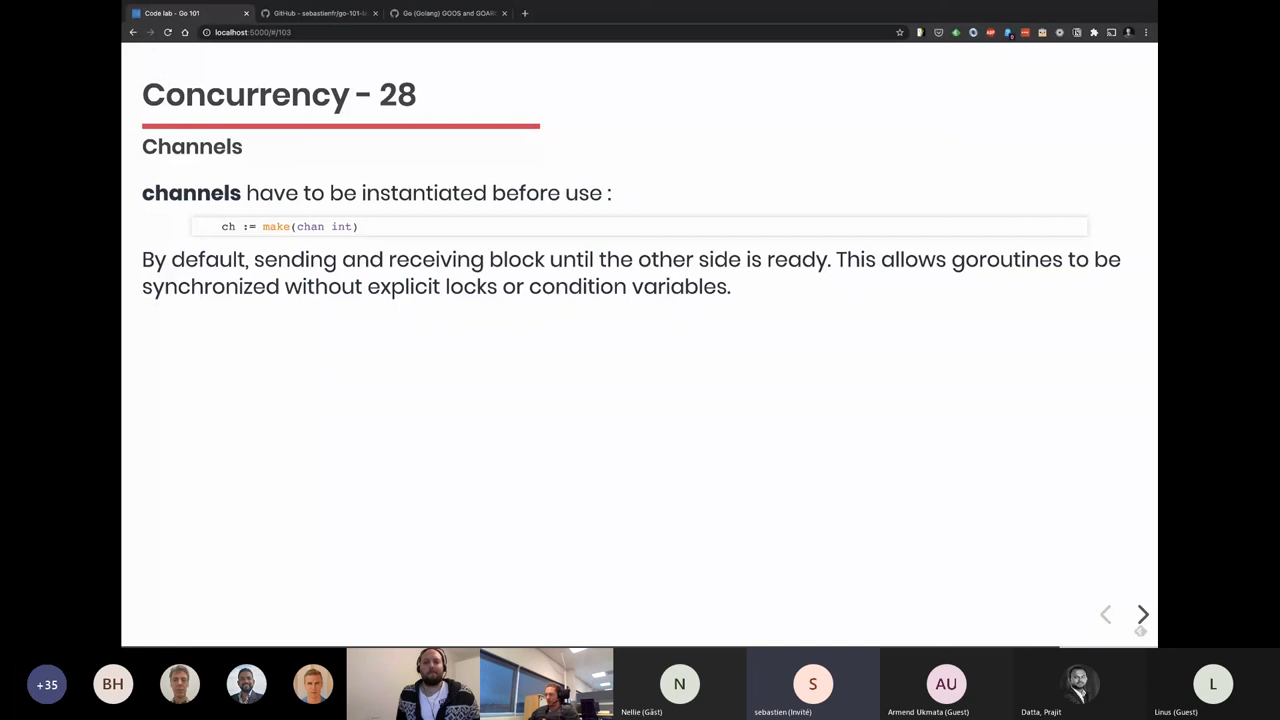 Code lab - Go 101
GitHub - sebastienfr/go-101-
Go (Golang) GOOS and GOAR
localhost:5000/#/103
Concurrency - 28
Channels
channels have to be instantiated before use :
ch := make(chan int)
By default, sending and receiving block until the other side is ready. This allows goroutines to be
synchronized without explicit locks or condition variables.
+35
BH
N
Nellie (Gäst)
S
sebastien (Invité)
AU
Armend Ukmata (Guest)
Datta, Prajit
L
Linus (Guest)